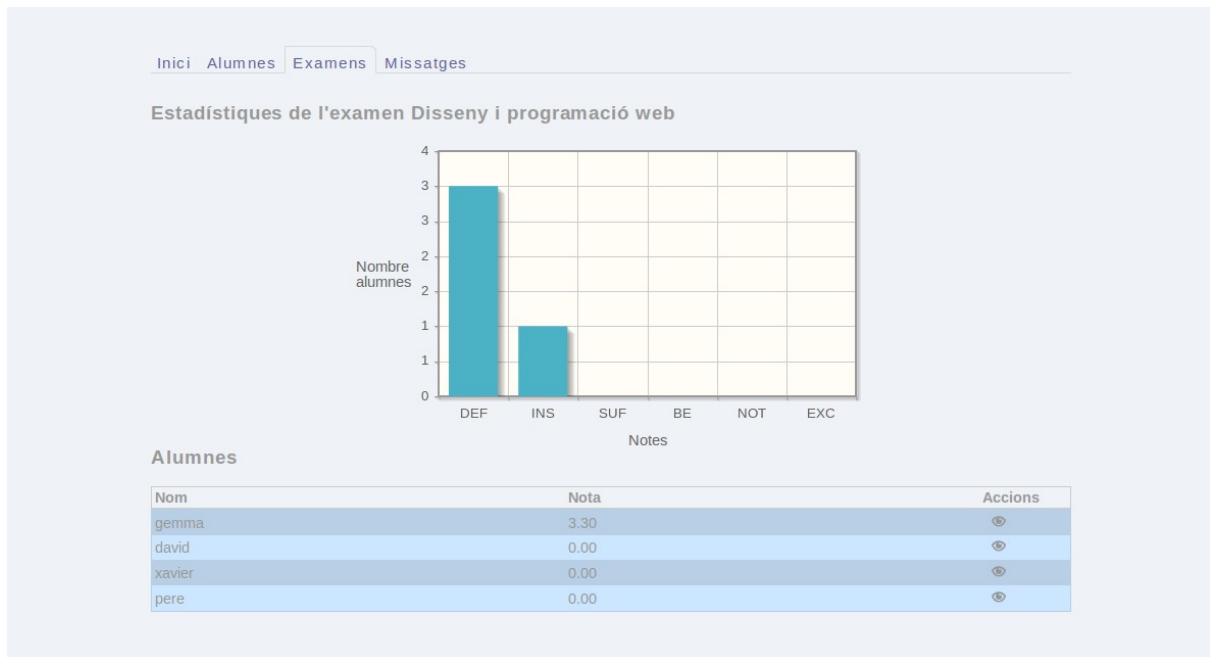 Inici Alumnes Examens Missatges
Estadístiques de l'examen Disseny i programació web
4
3
3
2
Nombre
alumnes
2
1
1
0
DEF INS SUF BE NOT EXC
Notes
Alumnes
Nom Nota Accions
gemma 3.30
david 0.00
xavier 0.00
pere 0.00